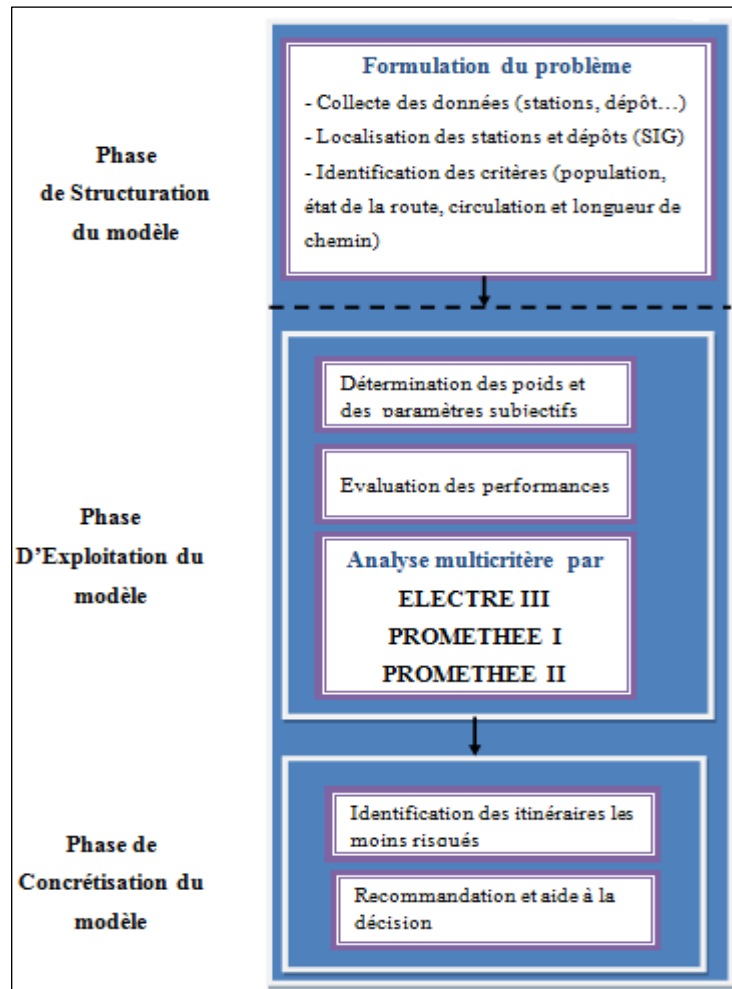 Phase
de Structuration
du modèle
Formulation du problème
- Collecte des données (stations, dépôt…)
- Localisation des stations et dépôts (SIG)
- Identification des critères (population,
état de la route, circulation et longueur de
chemin)
Phase
D'Exploitation du
modèle
Détermination des poids et
des paramètres subjectifs
Evaluation des performances
Analyse multicritère par
ELECTRE III
PROMETHEE I
PROMETHEE II
Phase de
Concrétisation du
modèle
Identification des itinéraires les
moins risqués
Recommandation et aide à la
décision